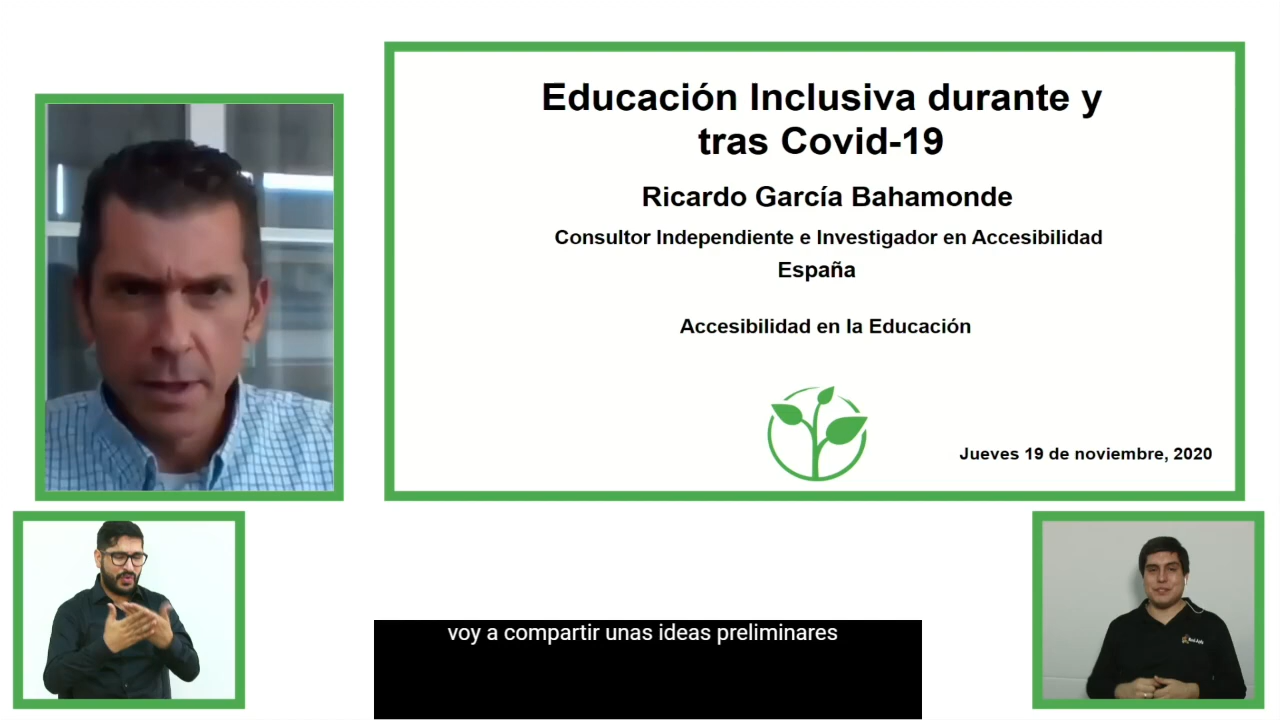 Educación Inclusiva durante y
tras Covid-19
Ricardo García Bahamonde
Consultor Independiente e Investigador en Accesibilidad
España
Accesibilidad en la Educación
Jueves 19 de noviembre, 2020
voy a compartir unas ideas preliminares